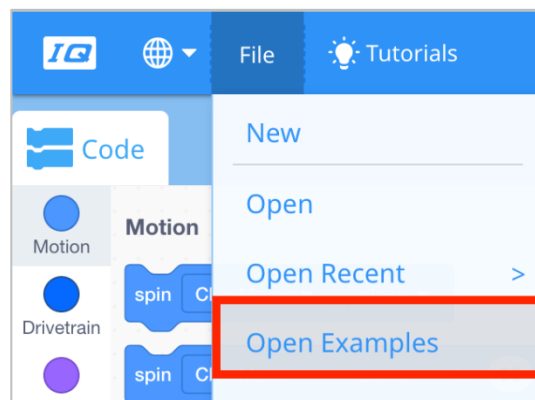 IQ
File
Tutorials
New
Code
Open
Motion
Motion
Open Recent >
spin
Drivetrain
Open Examples
spin